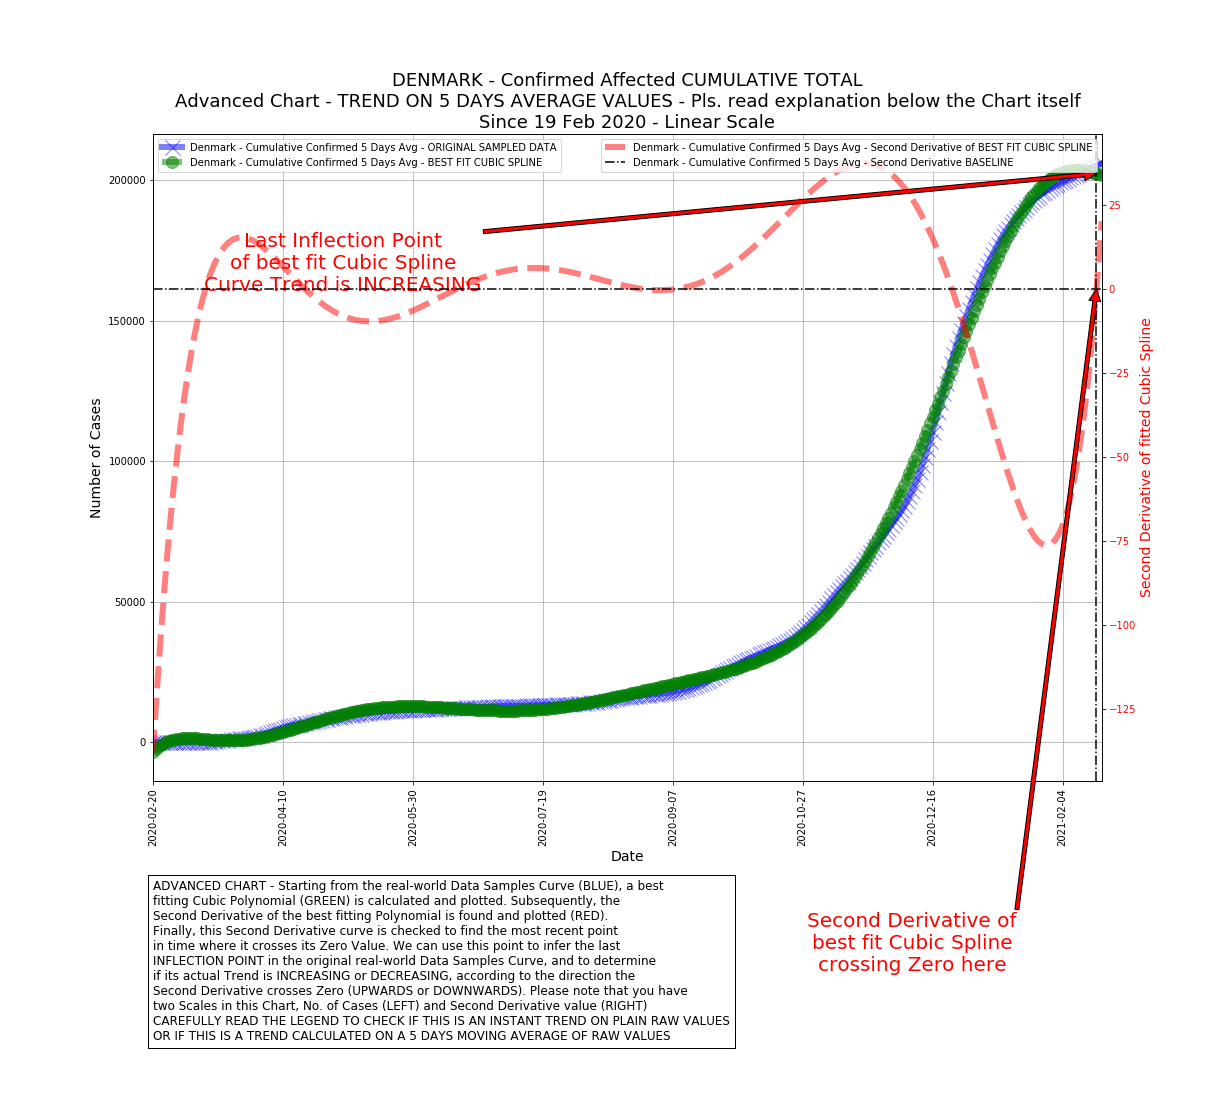 DENMARK - Confirmed Affected CUMULATIVE TOTAL
Advanced Chart - TREND ON 5 DAYS AVERAGE VALUES - Pls. read explanation below the Chart itself
Since 19 Feb 2020 - Linear Scale
Denmark - Cumulative Confirmed 5 Days Avg - ORIGINAL SAMPLED DATA
Denmark - Cumulative Confirmed 5 Days Avg - BEST FIT CUBIC SPLINE
Denmark - Cumulative Confirmed 5 Days Avg - Second Derivative of BEST FIT CUBIC SPLINE
Denmark - Cumulative Confirmed 5 Days Avg - Second Derivative BASELINE
Last Inflection Point
of best fit Cubic Spline
Curve Trend is INCREASING
Number of Cases
200000
150000
100000
50000
0
25
0
−25
−50
−75
−100
−125
Second Derivative of fitted Cubic Spline
2020-02-20
2020-04-10
2020-05-30
2020-07-19
2020-09-07
2020-10-27
2020-12-16
2021-02-04
Date
ADVANCED CHART - Starting from the real-world Data Samples Curve (BLUE), a best
fitting Cubic Polynomial (GREEN) is calculated and plotted. Subsequently, the
Second Derivative of the best fitting Polynomial is found and plotted (RED).
Finally, this Second Derivative curve is checked to find the most recent point
in time where it crosses its Zero Value. We can use this point to infer the last
INFLECTION POINT in the original real-world Data Samples Curve, and to determine
if its actual Trend is INCREASING or DECREASING, according to the direction the
Second Derivative crosses Zero (UPWARDS or DOWNWARDS). Please note that you have
two Scales in this Chart, No. of Cases (LEFT) and Second Derivative value (RIGHT)
CAREFULLY READ THE LEGEND TO CHECK IF THIS IS AN INSTANT TREND ON PLAIN RAW VALUES
OR IF THIS IS A TREND CALCULATED ON A 5 DAYS MOVING AVERAGE OF RAW VALUES
Second Derivative of
best fit Cubic Spline
crossing Zero here